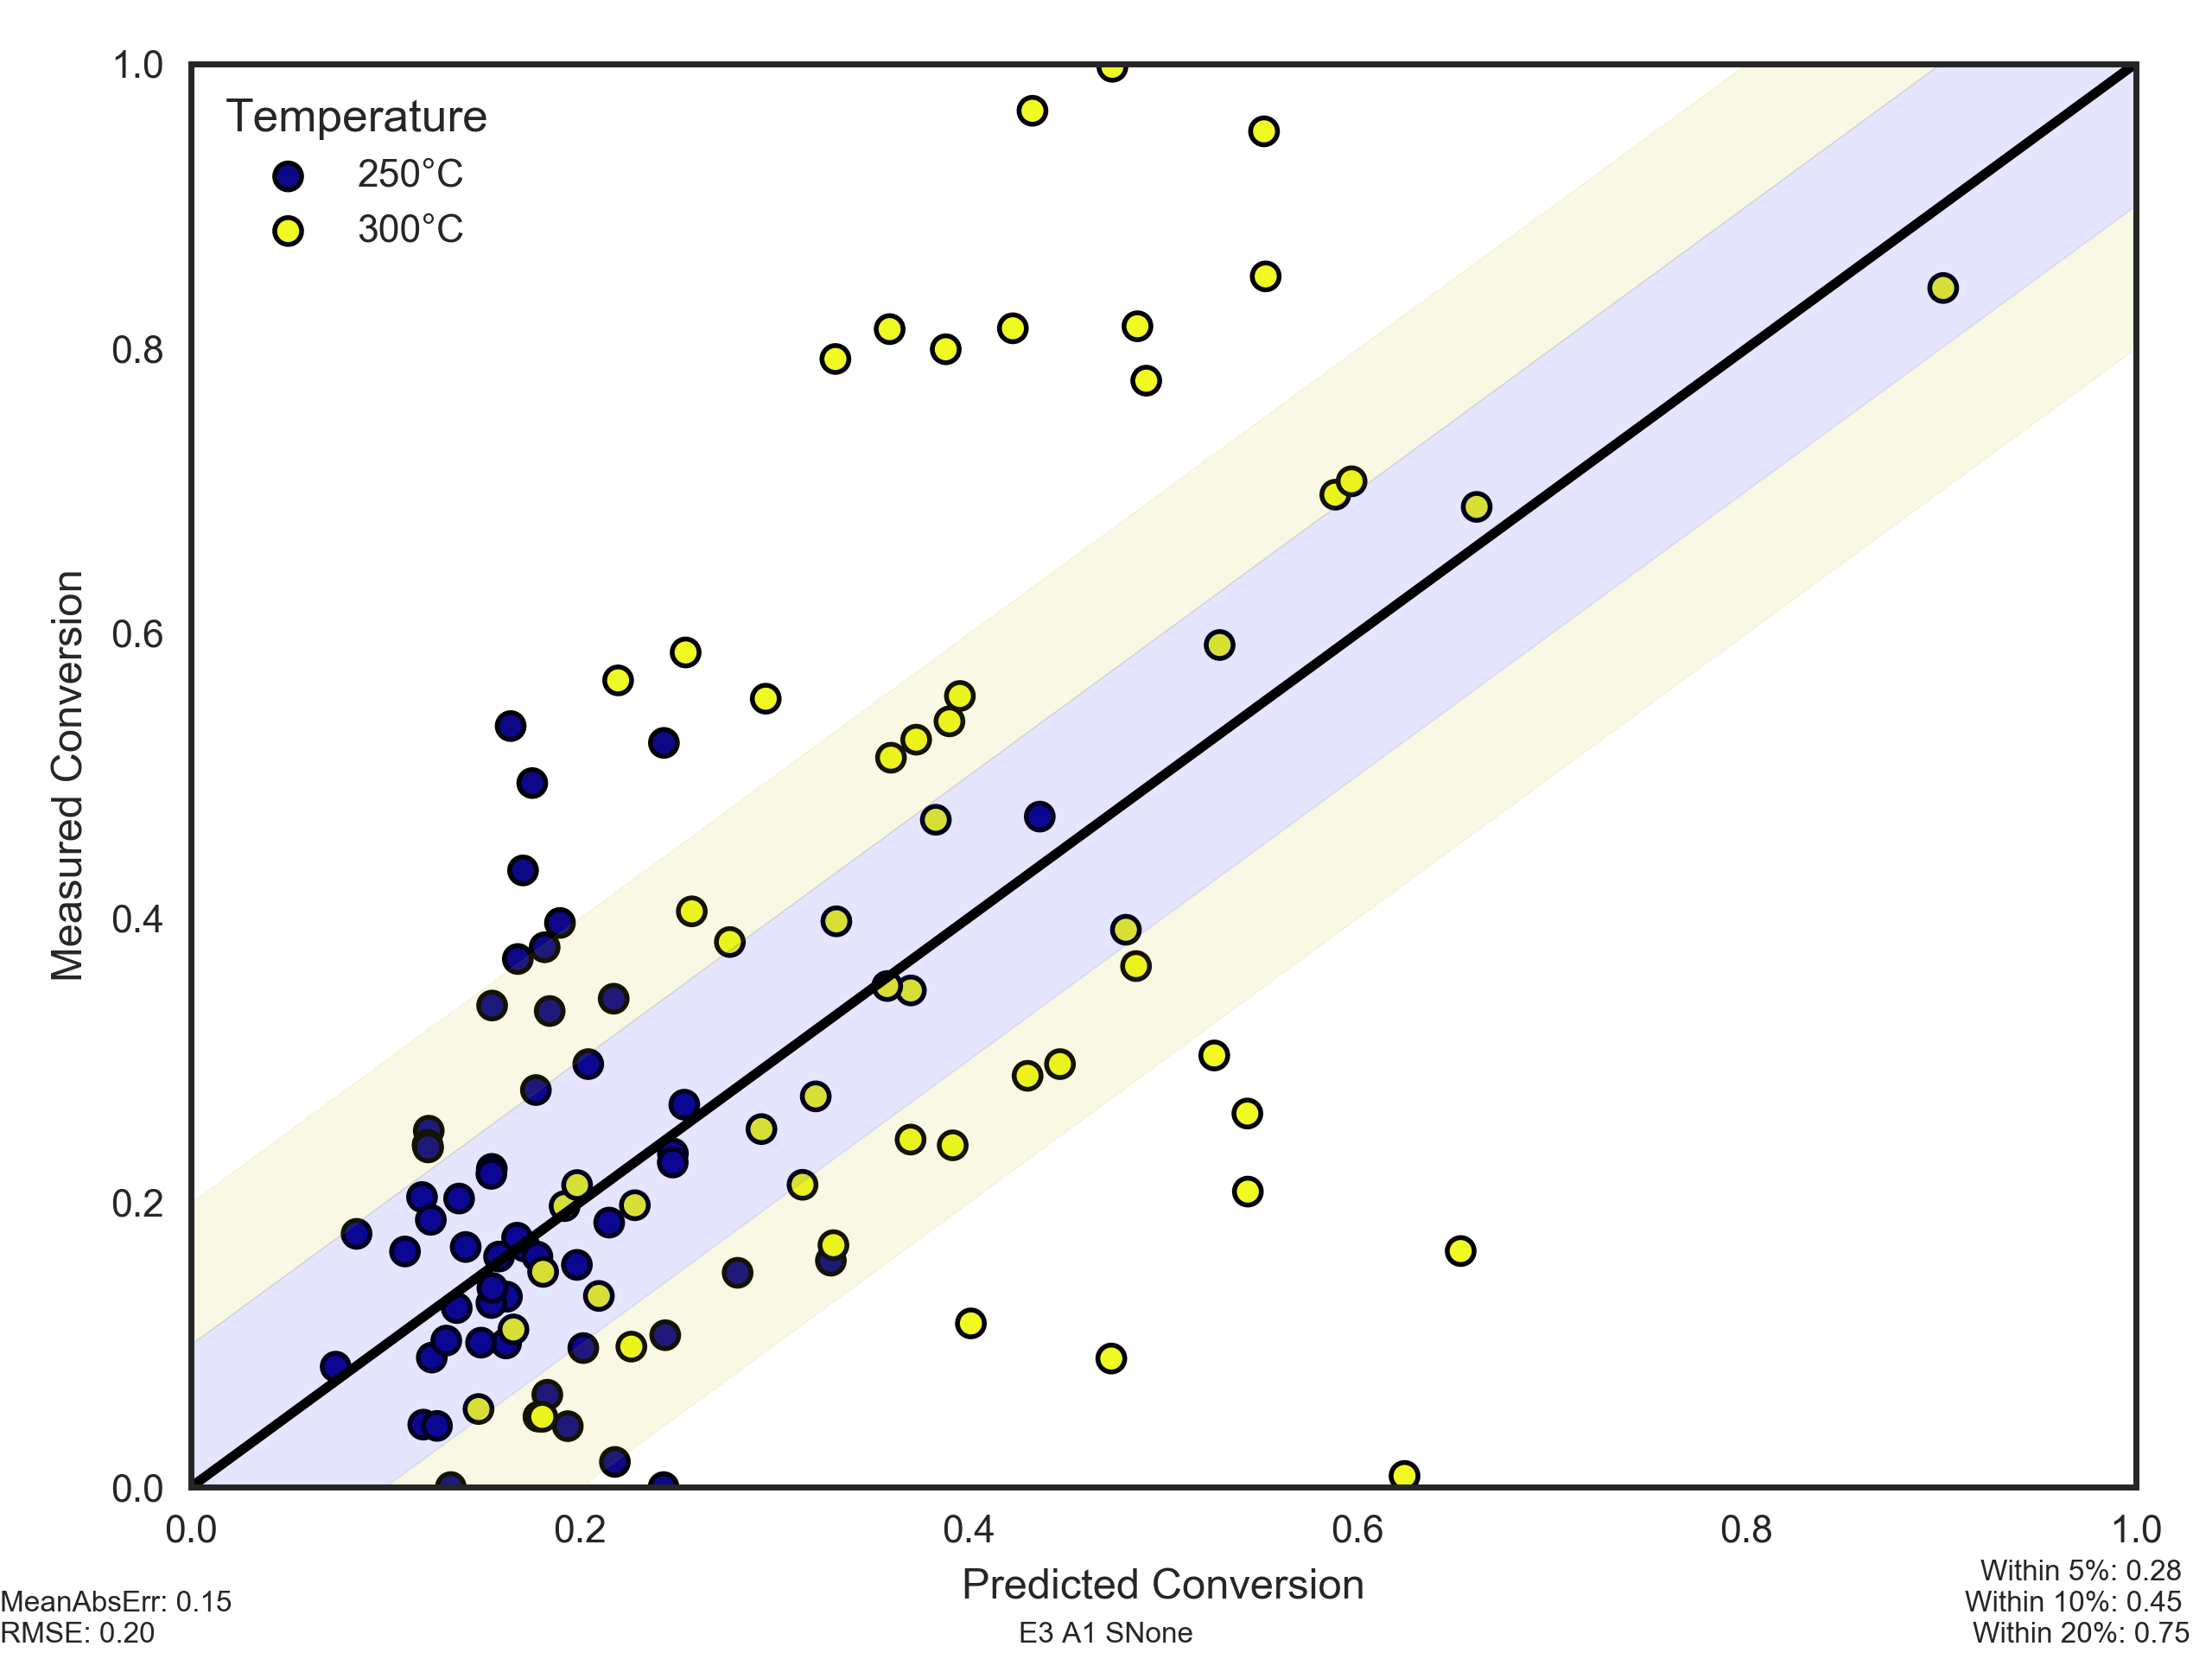 1.0
Temperature
250°C
300°C
0.8
0.6
0.4
0.2
0.0
Measured Conversion
0.0 0.2 0.4 0.6 0.8 1.0
Predicted Conversion
E3 A1 SNone
MeanAbsErr: 0.15
RMSE: 0.20
Within 5%: 0.28
Within 10%: 0.45
Within 20%: 0.75